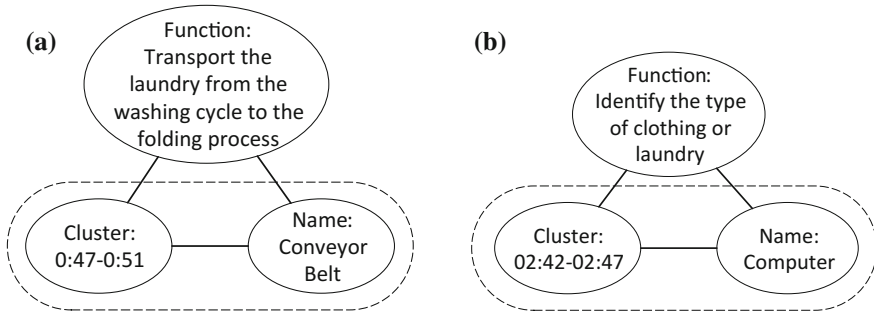 (a)
Function:
Transport the
laundry from the
washing cycle to the
folding process
Cluster:
0:47-0:51
Name:
Conveyor
Belt
(b)
Function:
Identify the type
of clothing or
laundry
Cluster:
02:42-02:47
Name:
Computer